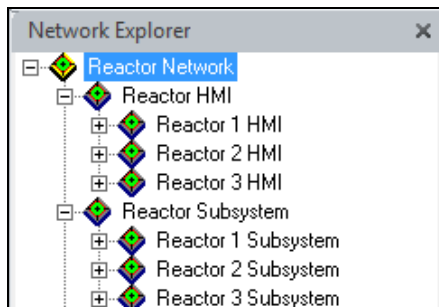 Network Explorer
Reactor Network
Reactor HMI
Reactor 1 HMI
Reactor 2 HMI
Reactor 3 HMI
Reactor Subsystem
Reactor 1 Subsystem
Reactor 2 Subsystem
Reactor 3 Subsystem